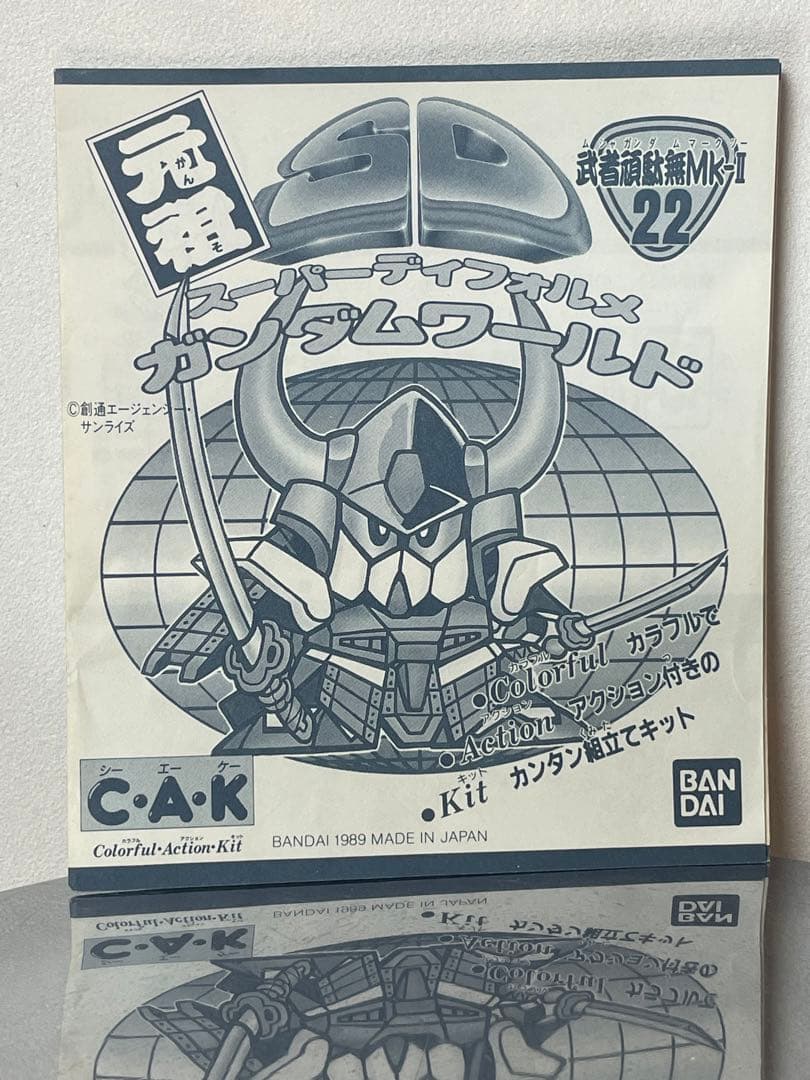 元祖
がんそ
SD
ムシャガンダムマークツー
武者頑駄無Mk-II
22
スーパーディフォルメ
ガンダムワールド
©創通エージェンシー・
サンライズ
カラフル
•Colorful カラフルで
アクション
•Action アクション付きの
つ
キット
•Kit カンタン組立てキット
くみた
シー エー ケー
C・A・K
カラフル アクション キット
Colorful・Action・Kit
BANDAI 1989 MADE IN JAPAN
BAN
DAI